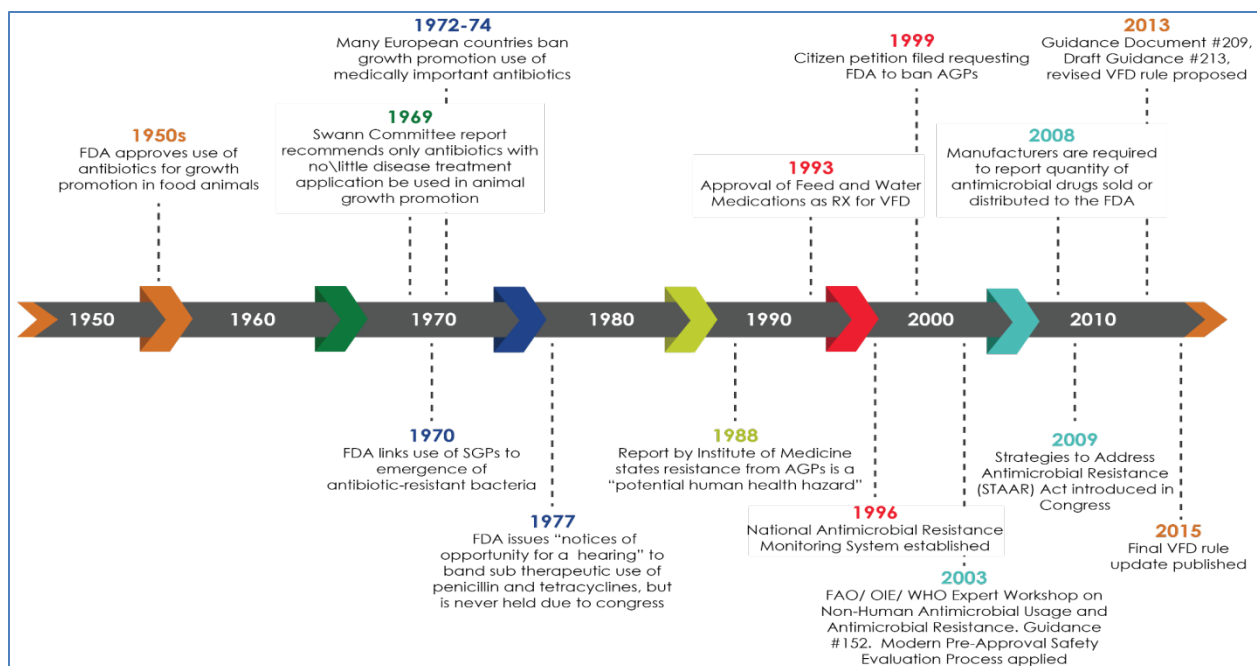 1950s
FDA approves use of
antibiotics for growth
promotion in food animals
1969
Swann Committee report
recommends only antibiotics with
no\little disease treatment
application be used in animal
growth promotion
1972-74
Many European countries ban
growth promotion use of
medically important antibiotics
1993
Approval of Feed and Water
Medications as RX for VFD
1999
Citizen petition filed requesting
FDA to ban AGPs
2008
Manufacturers are required
to report quantity of
antimicrobial drugs sold or
distributed to the FDA
2013
Guidance Document #209,
Draft Guidance #213,
revised VFD rule proposed
1950
1960
1970
1980
1990
2000
2010
1970
FDA links use of SGPs to
emergence of
antibiotic-resistant bacteria
1977
FDA issues “notices of
opportunity for a hearing” to
band sub therapeutic use of
penicillin and tetracyclines, but
is never held due to congress
1988
Report by Institute of Medicine
states resistance from AGPs is a
“potential human health hazard”
1996
National Antimicrobial Resistance
Monitoring System established
2003
FAO/ OIE/ WHO Expert Workshop on
Non-Human Antimicrobial Usage and
Antimicrobial Resistance. Guidance
#152. Modern Pre-Approval Safety
Evaluation Process applied
2009
Strategies to Address
Antimicrobial Resistance
(STAAR) Act introduced in
Congress
2015
Final VFD rule
update published